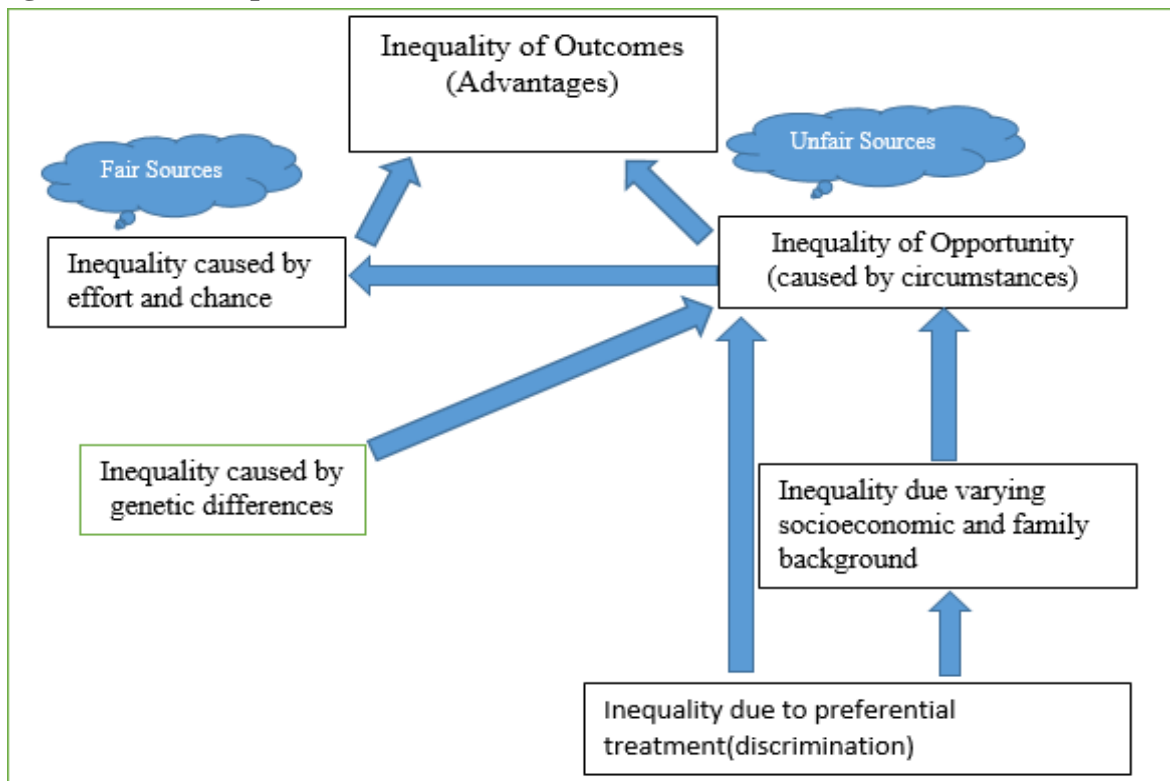 Inequality of Outcomes
(Advantages)
Fair Sources
Unfair Sources
Inequality caused by
effort and chance
Inequality of Opportunity
(caused by circumstances)
Inequality caused by
genetic differences
Inequality due varying
socioeconomic and family
background
Inequality due to preferential
treatment(discrimination)